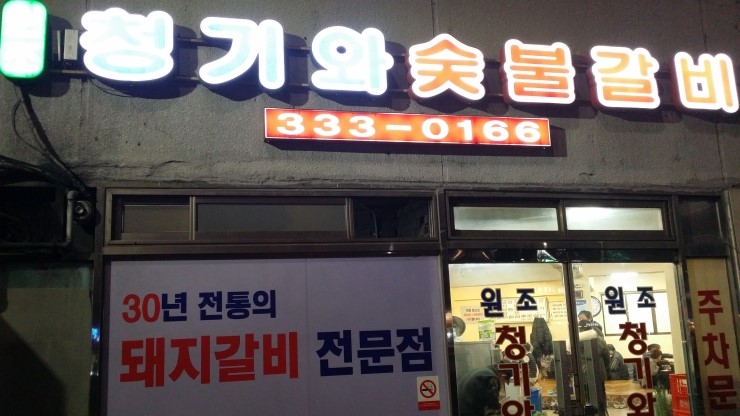 청기와숯불갈비
333-0166
30년 전통의
돼지갈비 전문점
원조
청기와
원조
청기와
주차문